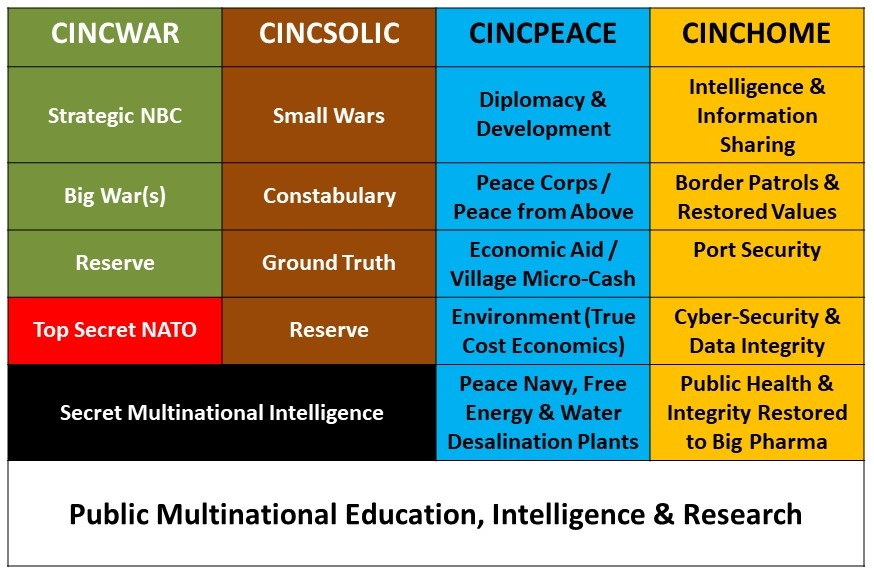 CINCWAR
CINCSOLIC
CINCPEACE
CINCHOME
Strategic NBC
Small Wars
Diplomacy &
Development
Intelligence &
Information
Sharing
Big War(s)
Constabulary
Peace Corps /
Peace from Above
Border Patrols &
Restored Values
Reserve
Ground Truth
Economic Aid /
Village Micro-Cash
Port Security
Top Secret NATO
Reserve
Environment (True
Cost Economics)
Cyber-Security &
Data Integrity
Secret Multinational Intelligence
Peace Navy, Free
Energy & Water
Desalination Plants
Public Health &
Integrity Restored
to Big Pharma
Public Multinational Education, Intelligence & Research